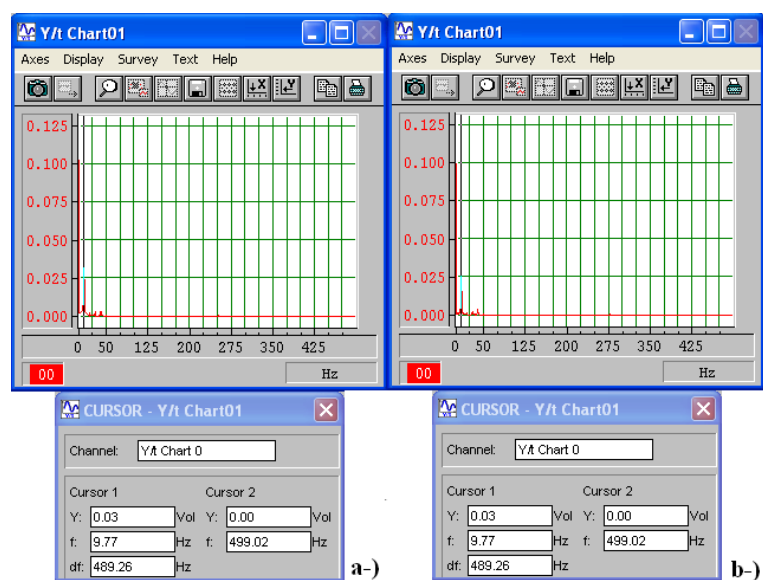 Y/t Chart01
Axes Display Survey Text Help
0.125
0.100
0.075
0.050
0.025
0.000
0 50 125 200 275 350 425
00 Hz
CURSOR - Y/t Chart01
Channel: Y/t Chart 0
Cursor 1 Cursor 2
Y: 0.03 Vol Y: 0.00 Vol
f: 9.77 Hz f: 499.02 Hz
df: 489.26 Hz
a-)
Y/t Chart01
Axes Display Survey Text Help
0.125
0.100
0.075
0.050
0.025
0.000
0 50 125 200 275 350 425
00 Hz
CURSOR - Y/t Chart01
Channel: Y/t Chart 0
Cursor 1 Cursor 2
Y: 0.03 Vol Y: 0.00 Vol
f: 9.77 Hz f: 499.02 Hz
df: 489.26 Hz
b-)